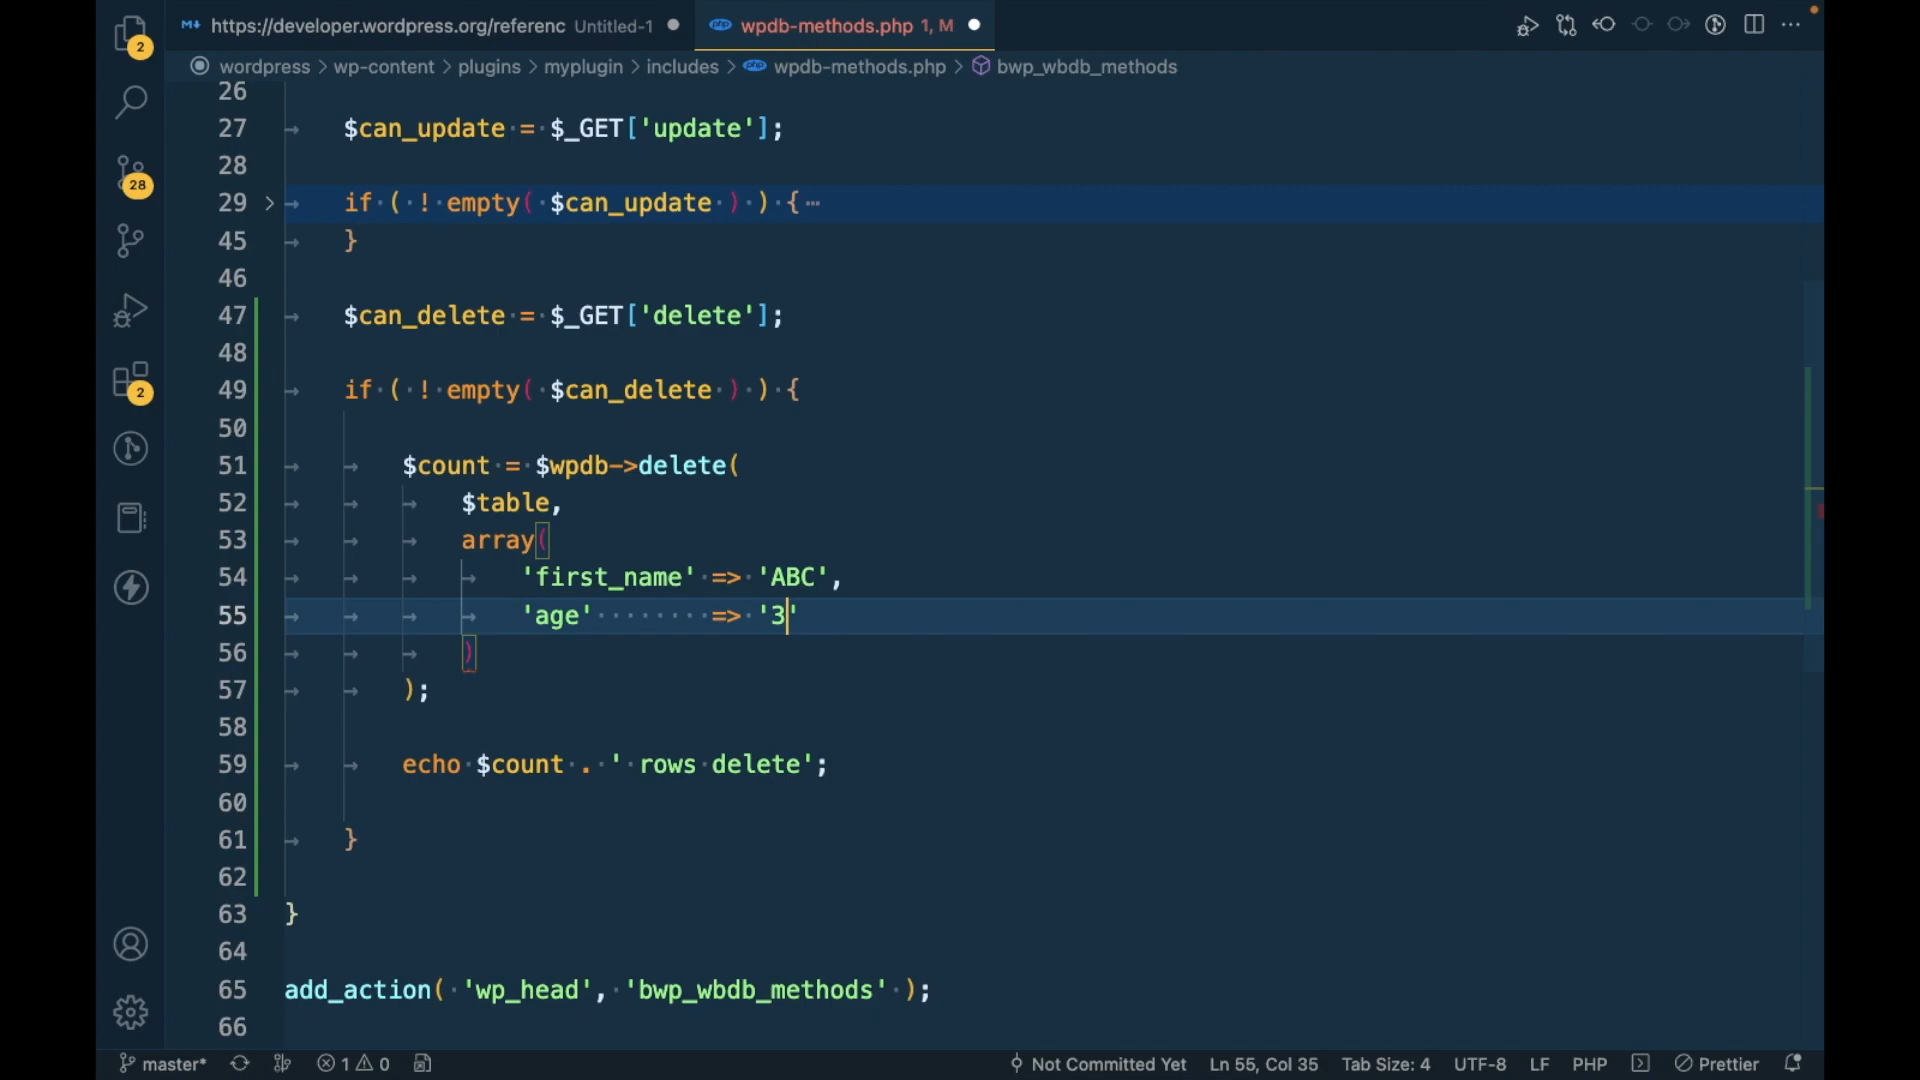 https://developer.wordpress.org/referenc Untitled-1
wpdb-methods.php 1, M
wordpress > wp-content > plugins > myplugin > includes > php wpdb-methods.php > bwp_wbdb_methods
2
28
2
26
27 $can_update = $_GET['update'];
28
29 if ( ! empty( $can_update ) ) {
45 }
46
47 $can_delete = $_GET['delete'];
48
49 if ( ! empty( $can_delete ) ) {
50
51 $count = $wpdb->delete(
52 $table,
53 array(
54 'first_name' => 'ABC',
55 'age' => '3'
56 )
57 );
58
59 echo $count . ' rows delete';
60
61 }
62
63 }
64
65 add_action( 'wp_head', 'bwp_wbdb_methods' );
66
master* 1 0 Not Committed Yet Ln 55, Col 35 Tab Size: 4 UTF-8 LF PHP Prettier